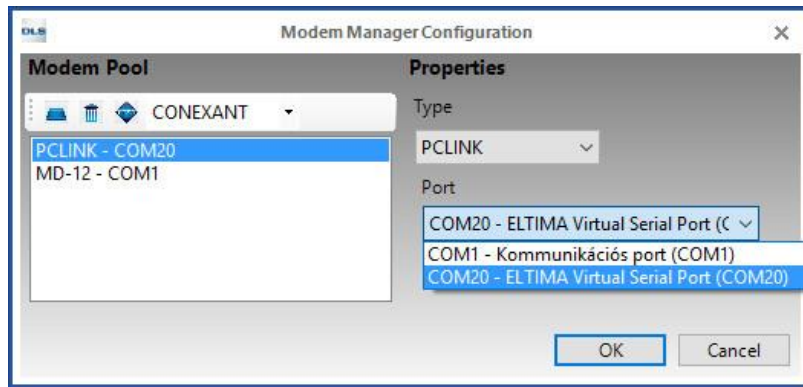 DLS
Modem Manager Configuration
Modem Pool
CONEXANT
PCLINK - COM20
MD-12 - COM1
Properties
Type
PCLINK
Port
COM20 - ELTIMA Virtual Serial Port (C
COM1 - Kommunikációs port (COM1)
COM20 - ELTIMA Virtual Serial Port (COM20)
OK
Cancel